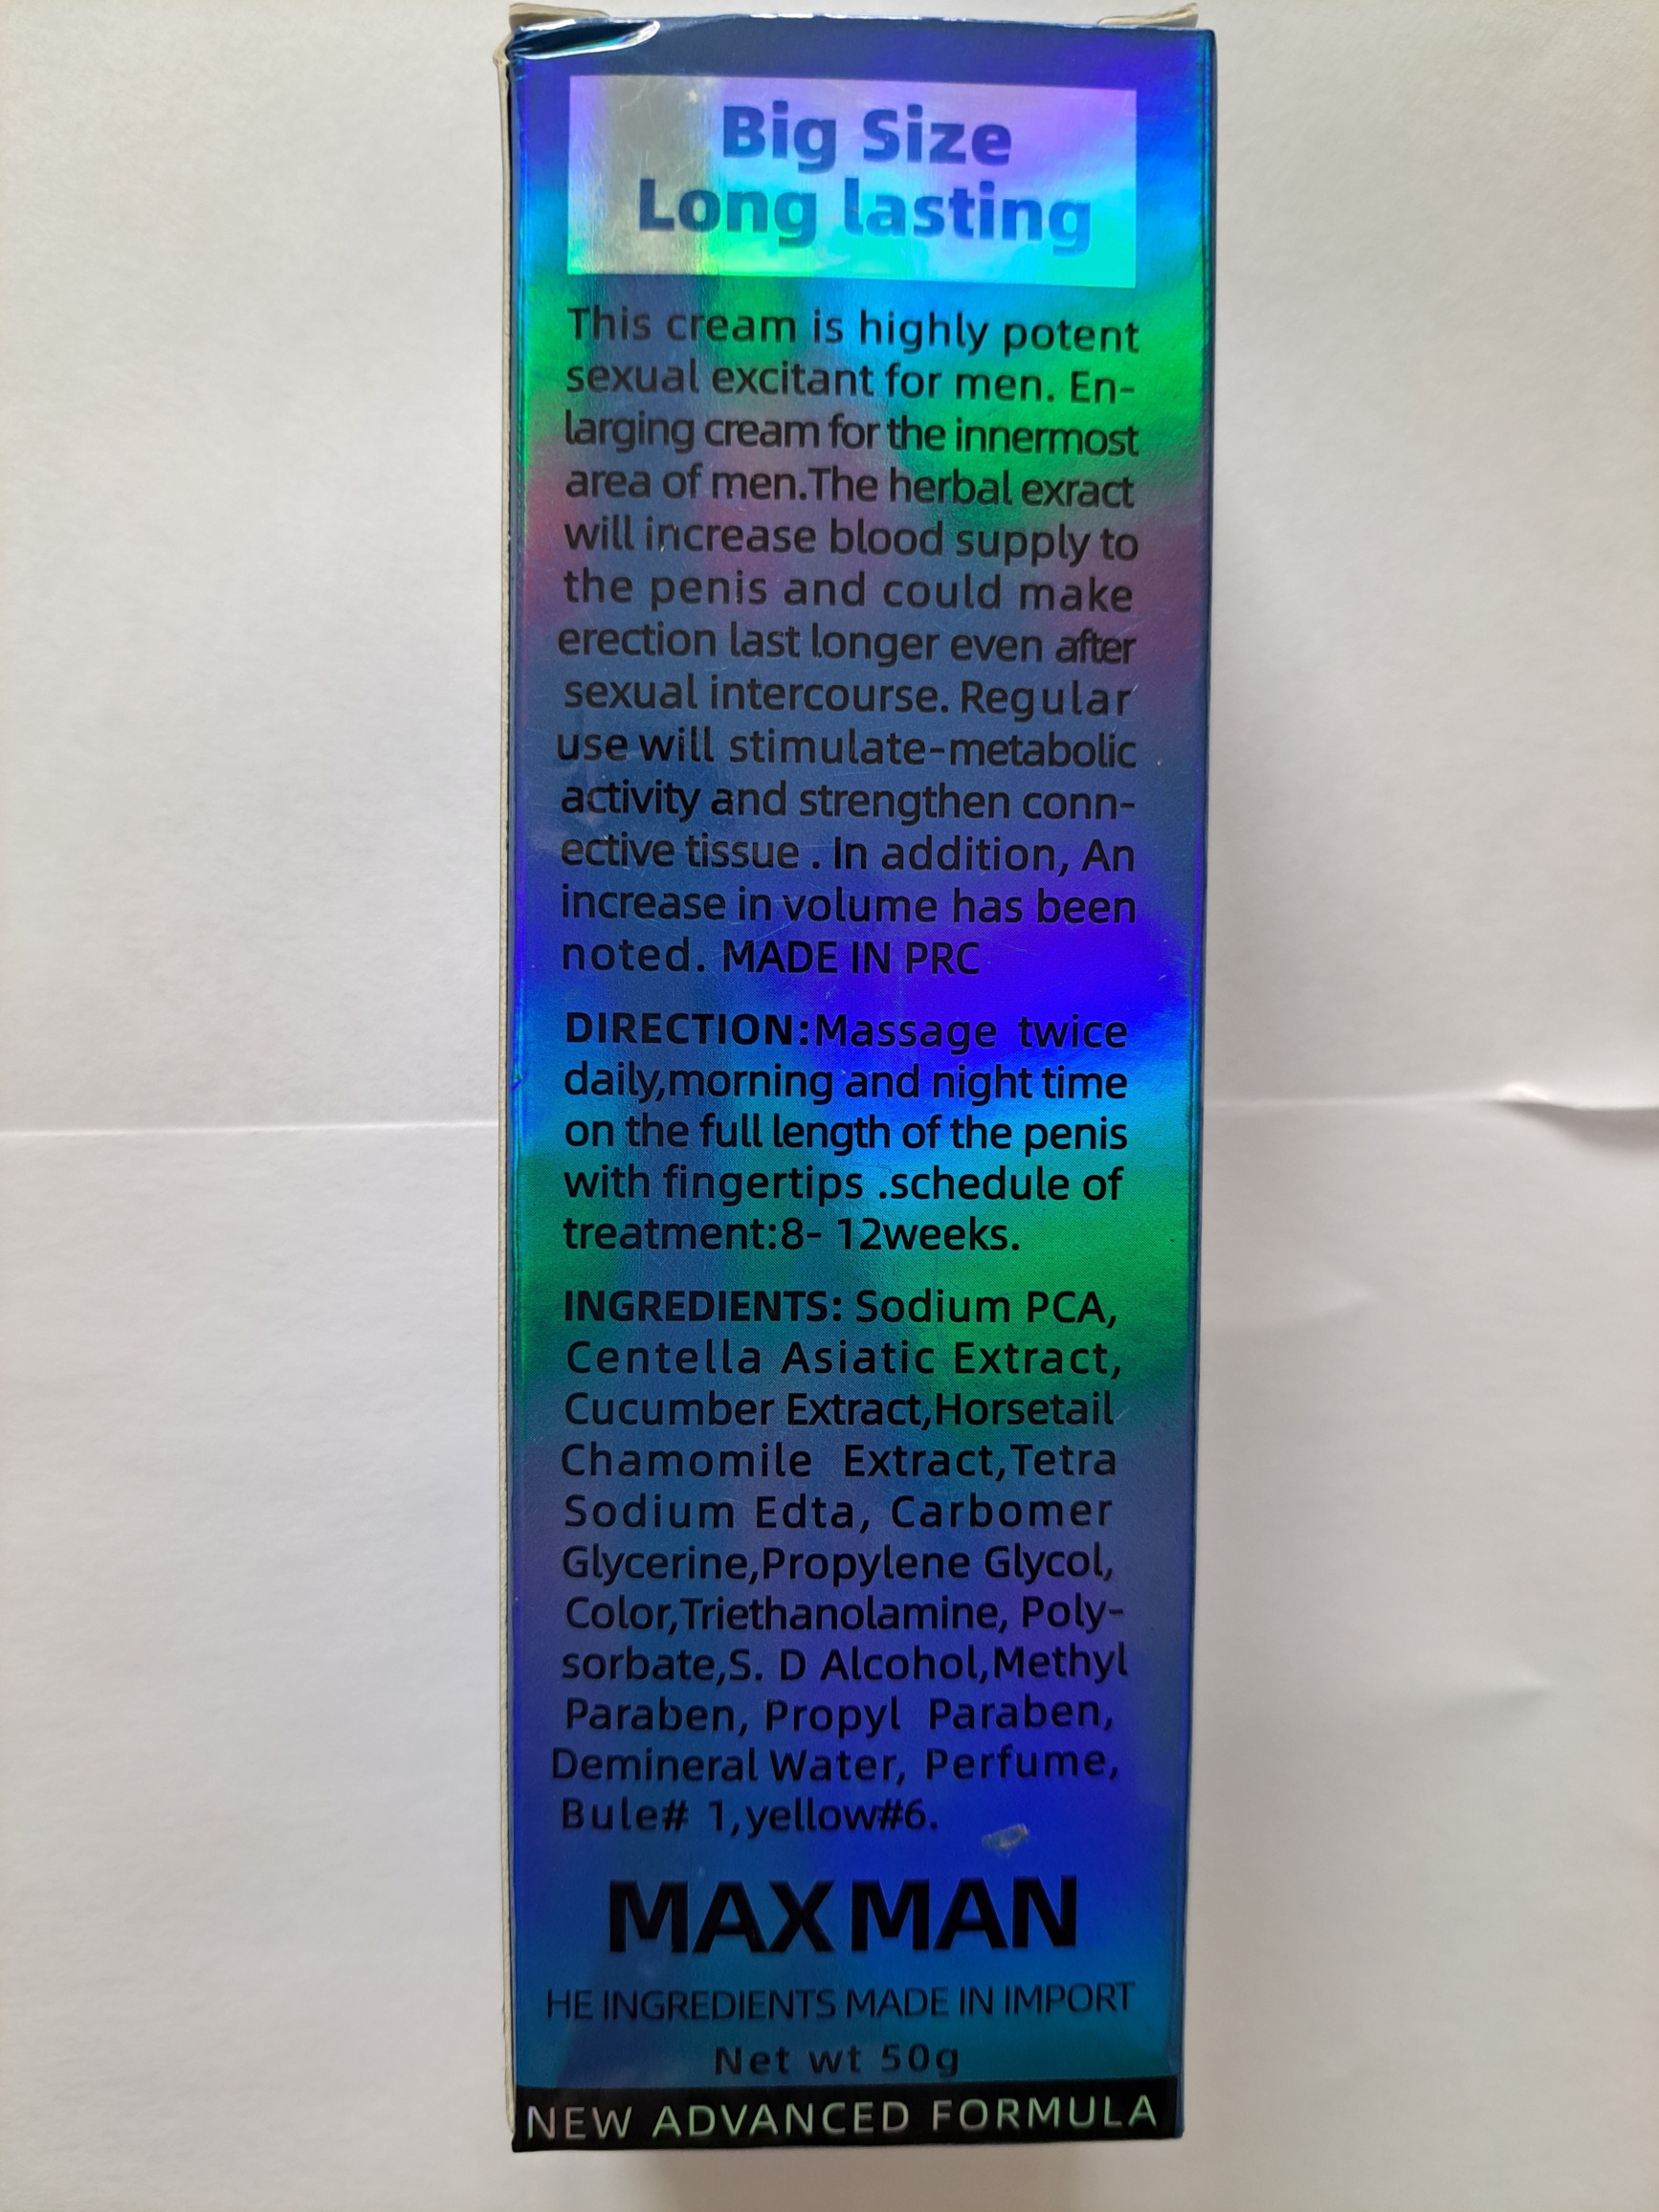 Big Size
Long lasting
This cream is highly potent
sexual excitant for men. En-
larging cream for the innermost
area of men.The herbal exract
will increase blood supply to
the penis and could make
erection last longer even after
sexual intercourse. Regular
use will stimulate-metabolic
activity and strengthen conn-
ective tissue . In addition, An
increase in volume has been
noted. MADE IN PRC
DIRECTION:Massage twice
daily,morning and night time
on the full length of the penis
with fingertips .schedule of
treatment:8- 12weeks.
INGREDIENTS: Sodium PCA,
Centella Asiatic Extract,
Cucumber Extract,Horsetail
Chamomile Extract,Tetra
Sodium Edta, Carbomer
Glycerine,Propylene Glycol,
Color,Triethanolamine, Poly-
sorbate,S. D Alcohol,Methyl
Paraben, Propyl Paraben,
Demineral Water, Perfume,
Bule# 1,yellow#6.
MAXMAN
HE INGREDIENTS MADE IN IMPORT
Net wt 50g
NEW ADVANCED FORMULA